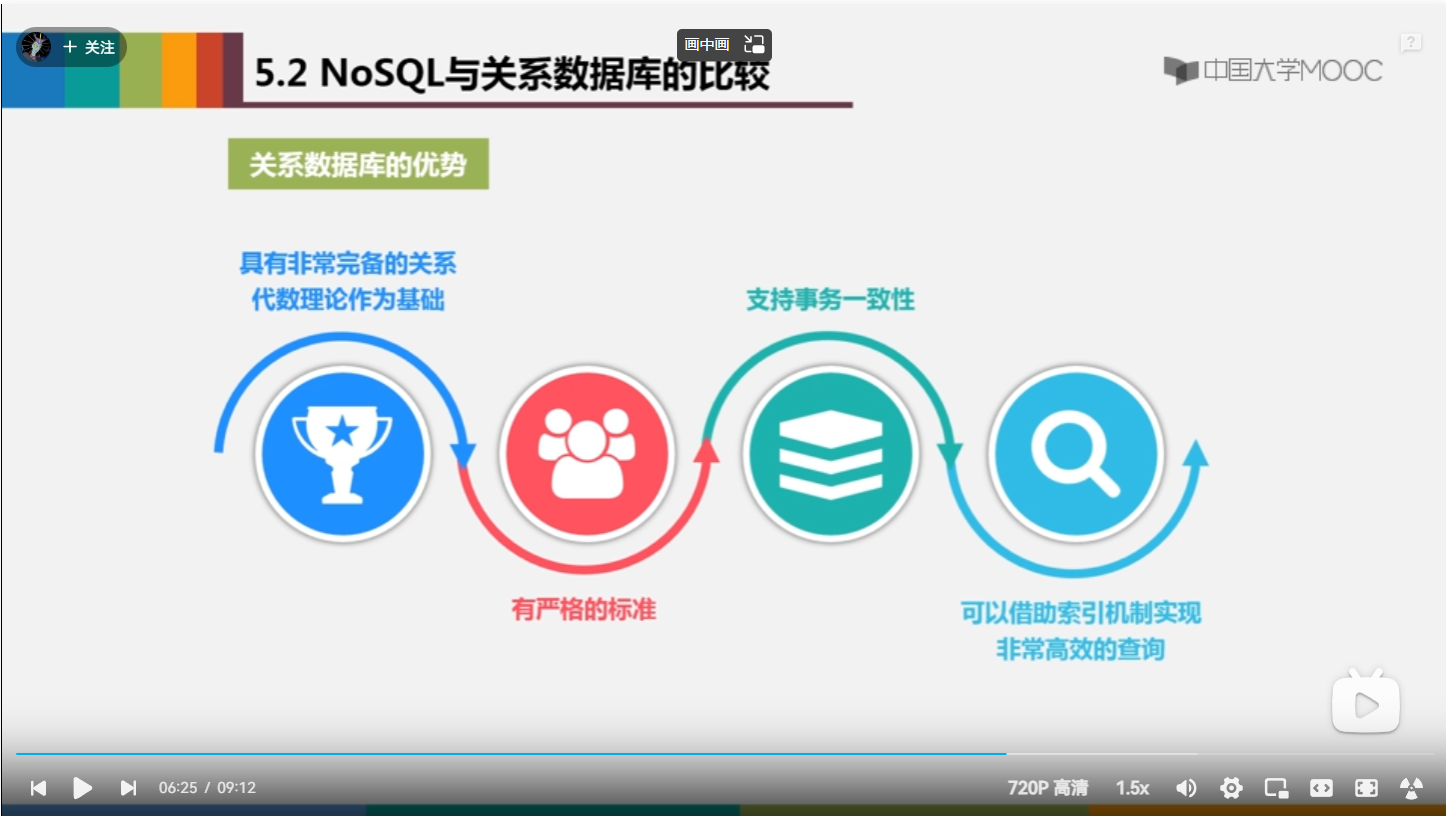 + 关注
画中画
5.2 NoSQL与关系数据库的比较
中国大学MOOC
?
关系数据库的优势
具有非常完备的关系
代数理论作为基础
支持事务一致性
有严格的标准
可以借助索引机制实现
非常高效的查询
06:25 / 09:12
720P 高清
1.5x